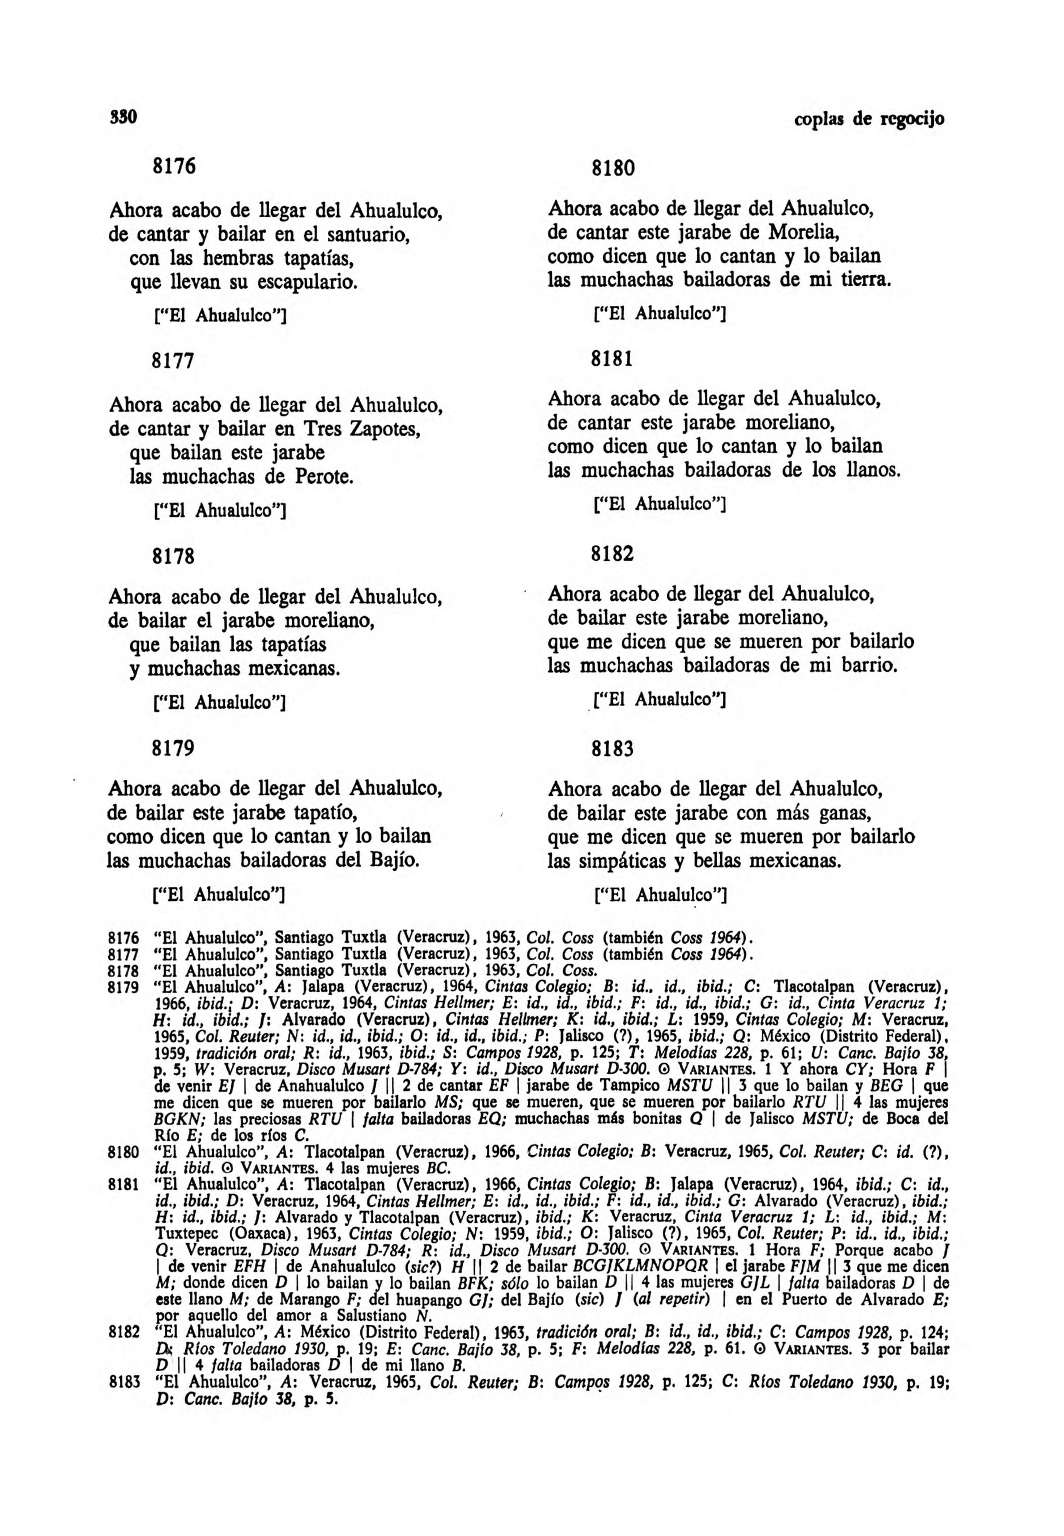 330
coplas de regocijo
8176
Ahora acabo de llegar del Ahualulco,
de cantar y bailar en el santuario,
con las hembras tapatías,
que llevan su escapulario.
["El Ahualulco"]
8177
Ahora acabo de llegar del Ahualulco,
de cantar y bailar en Tres Zapotes,
que bailan este jarabe
las muchachas de Perote.
["El Ahualulco"]
8178
Ahora acabo de llegar del Ahualulco,
de bailar el jarabe moreliano,
que bailan las tapatías
y muchachas mexicanas.
["El Ahualulco"]
8179
Ahora acabo de llegar del Ahualulco,
de bailar este jarabe tapatío,
como dicen que lo cantan y lo bailan
las muchachas bailadoras del Bajío.
["El Ahualulco"]
8180
Ahora acabo de llegar del Ahualulco,
de cantar este jarabe de Morelia,
como dicen que lo cantan y lo bailan
las muchachas bailadoras de mi tierra.
["El Ahualulco"]
8181
Ahora acabo de llegar del Ahualulco,
de cantar este jarabe moreliano,
como dicen que lo cantan y lo bailan
las muchachas bailadoras de los llanos.
["El Ahualulco"]
8182
Ahora acabo de llegar del Ahualulco,
de bailar este jarabe moreliano,
que me dicen que se mueren por bailarlo
las muchachas bailadoras de mi barrio.
["El Ahualulco"]
8183
Ahora acabo de llegar del Ahualulco,
de bailar este jarabe con más ganas,
que me dicen que se mueren por bailarlo
las simpáticas y bellas mexicanas.
["El Ahualulco"]
8176 "El Ahualulco", Santiago Tuxtla (Veracruz), 1963, Col. Coss (también Coss 1964).
8177 "El Ahualulco", Santiago Tuxtla (Veracruz), 1963, Col. Coss (también Coss 1964).
8178 "El Ahualulco", Santiago Tuxtla (Veracruz), 1963, Col. Coss.
8179 "El Ahualulco", A: Jalapa (Veracruz), 1964, Cintas Colegio; B: id., id., ibid.; C: Tlacotalpan (Veracruz),
1966, ibid.; D: Veracruz, 1964, Cintas Hellmer; E: id., id., ibid.; F: id., id., ibid.; G: id., Cinta Veracruz 1;
H: id., ibid.; J: Alvarado (Veracruz), Cintas Hellmer; K: id., ibid.; L: 1959, Cintas Colegio; M: Veracruz,
1965, Col. Reuter; N: id., id., ibid.; O: id., id., ibid.; P: Jalisco (?), 1965, ibid.; Q: México (Distrito Federal),
1959, tradición oral; R: id., 1963, ibid.; S: Campos 1928, p. 125; T: Melodías 228, p. 61; U: Canc. Bajío 38,
p. 5; W: Veracruz, Disco Musart D-784; Y: id., Disco Musart D-300. ⊙ VARIANTES. 1 Y ahora CY; Hora F |
de venir EJ | de Anahualulco J || 2 de cantar EF | jarabe de Tampico MSTU || 3 que lo bailan y BEG | que
me dicen que se mueren por bailarlo MS; que se mueren, que se mueren por bailarlo RTU || 4 las mujeres
BGKN; las preciosas RTU | falta bailadoras EQ; muchachas más bonitas Q | de Jalisco MSTU; de Boca del
Río E; de los ríos C.
8180 "El Ahualulco", A: Tlacotalpan (Veracruz), 1966, Cintas Colegio; B: Veracruz, 1965, Col. Reuter; C: id. (?),
id., ibid. ⊙ VARIANTES. 4 las mujeres BC.
8181 "El Ahualulco", A: Tlacotalpan (Veracruz), 1966, Cintas Colegio; B: Jalapa (Veracruz), 1964, ibid.; C: id.,
id., ibid.; D: Veracruz, 1964, Cintas Hellmer; E: id., id., ibid.; F: id., id., ibid.; G: Alvarado (Veracruz), ibid.;
H: id., ibid.; J: Alvarado y Tlacotalpan (Veracruz), ibid.; K: Veracruz, Cinta Veracruz 1; L: id., ibid.; M:
Tuxtepec (Oaxaca), 1963, Cintas Colegio; N: 1959, ibid.; O: Jalisco (?), 1965, Col. Reuter; P: id., id., ibid.;
Q: Veracruz, Disco Musart D-784; R: id., Disco Musart D-300. ⊙ VARIANTES. 1 Hora F; Porque acabo J
| de venir EFH | de Anahualulco (sic?) H || 2 de bailar BCGJKLMNOPQR | el jarabe FJM || 3 que me dicen
M; donde dicen D | lo bailan y lo bailan BFK; sólo lo bailan D || 4 las mujeres GJL | falta bailadoras D | de
este llano M; de Marango F; del huapango GJ; del Bajío (sic) J (al repetir) | en el Puerto de Alvarado E;
por aquello del amor a Salustiano N.
8182 "El Ahualulco", A: México (Distrito Federal), 1963, tradición oral; B: id., id., ibid.; C: Campos 1928, p. 124;
D: Ríos Toledano 1930, p. 19; E: Canc. Bajío 38, p. 5; F: Melodías 228, p. 61. ⊙ VARIANTES. 3 por bailar
D || 4 falta bailadoras D | de mi llano B.
8183 "El Ahualulco", A: Veracruz, 1965, Col. Reuter; B: Campos 1928, p. 125; C: Ríos Toledano 1930, p. 19;
D: Canc. Bajío 38, p. 5.